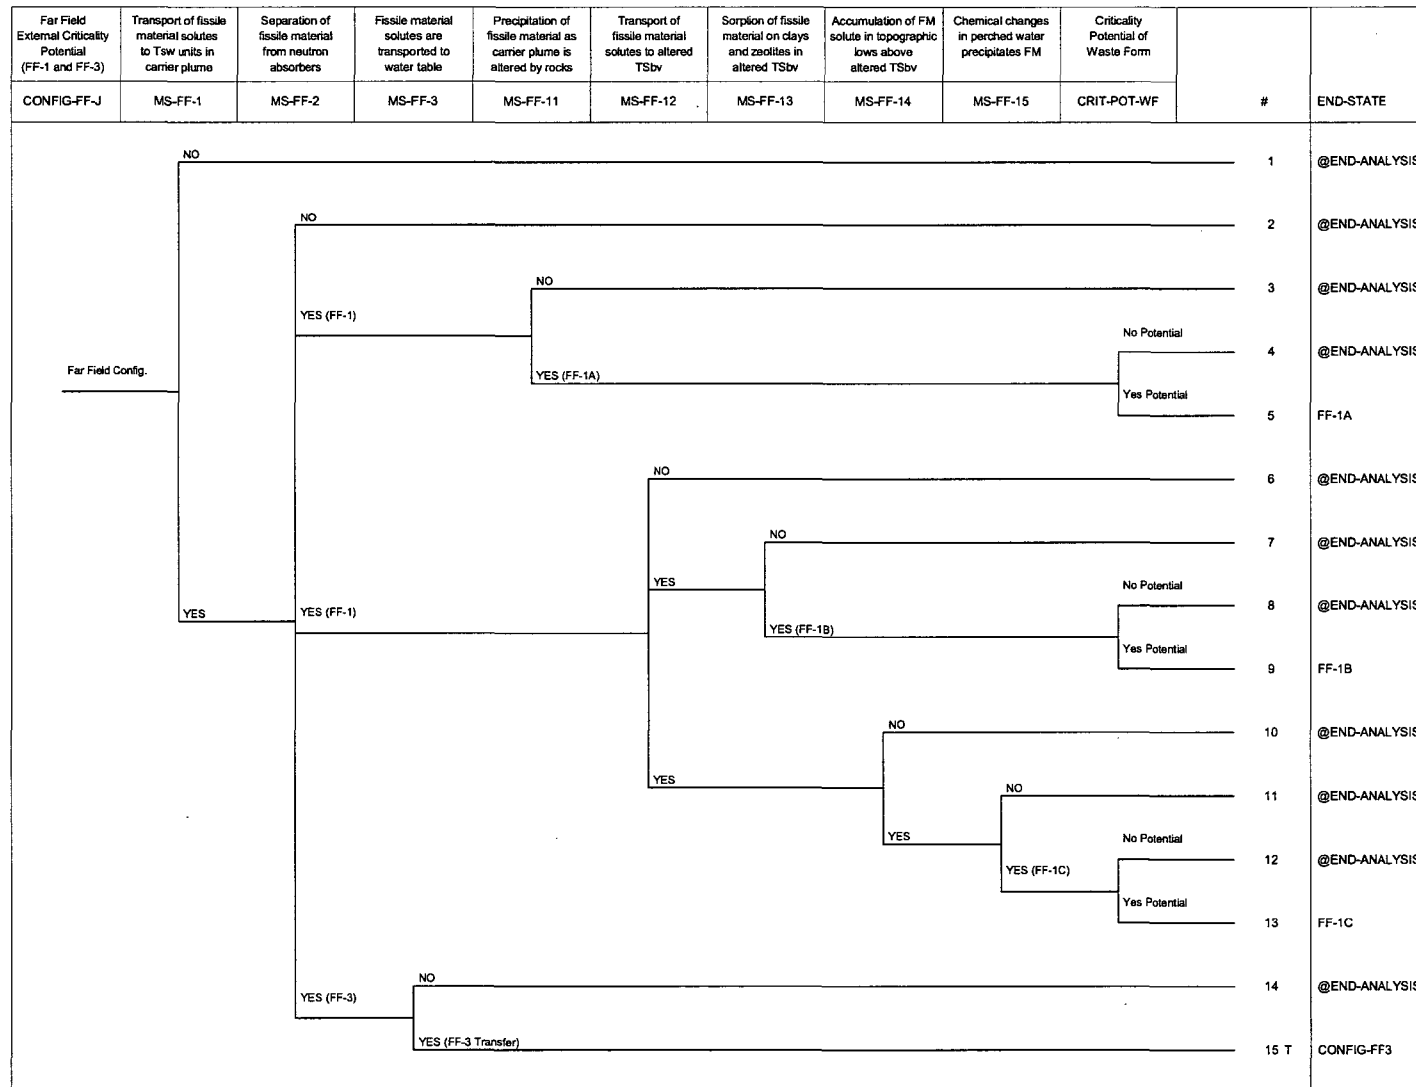 Far Field
External Criticality
Potential
(FF-1 and FF-3)
Transport of fissile
material solutes
to Tsw units in
carrier plume
Separation of
fissile material
from neutron
absorbers
Fissile material
solutes are
transported to
water table
Precipitation of
fissile material as
carrier plume is
altered by rocks
Transport of
fissile material
solutes to altered
TSbv
Sorption of fissile
material on clays
and zeolites in
altered TSbv
Accumulation of FM
solute in topographic
lows above
altered TSbv
Chemical changes
in perched water
precipitates FM
Criticality
Potential of
Waste Form
CONFIG-FF-J
MS-FF-1
MS-FF-2
MS-FF-3
MS-FF-11
MS-FF-12
MS-FF-13
MS-FF-14
MS-FF-15
CRIT-POT-WF
#
END-STATE
NO
1
@END-ANALYSIS
NO
2
@END-ANALYSIS
NO
3
@END-ANALYSIS
YES (FF-1)
No Potential
4
@END-ANALYSIS
Far Field Config.
YES (FF-1A)
Yes Potential
5
FF-1A
NO
6
@END-ANALYSIS
NO
7
@END-ANALYSIS
YES
No Potential
8
@END-ANALYSIS
YES
YES (FF-1)
YES (FF-1B)
Yes Potential
9
FF-1B
NO
10
@END-ANALYSIS
YES
NO
11
@END-ANALYSIS
YES
No Potential
12
@END-ANALYSIS
YES (FF-1C)
Yes Potential
13
FF-1C
NO
14
@END-ANALYSIS
YES (FF-3)
YES (FF-3 Transfer)
15 T
CONFIG-FF3